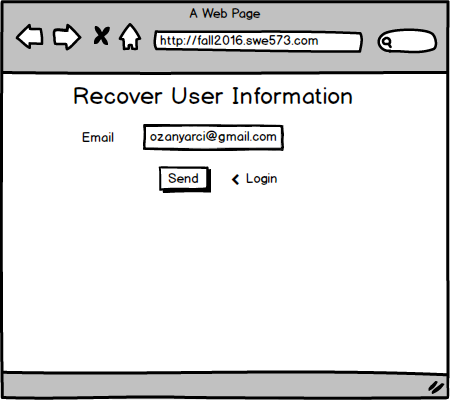 A Web Page
http://fall2016.swe573.com
Recover User Information
Email
ozanyarci@gmail.com
Send
Login